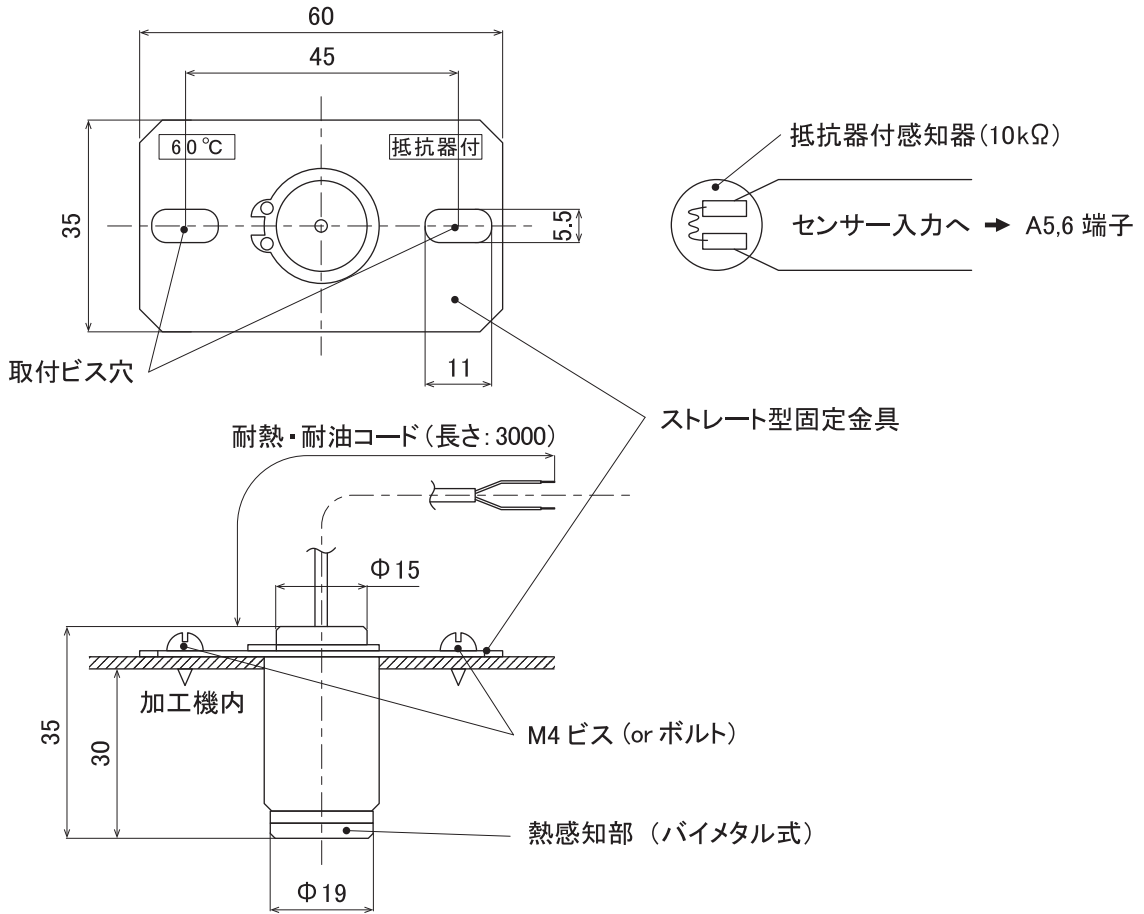 60
45
60℃
抵抗器付
35
5.5
11
取付ビス穴
抵抗器付感知器(10kΩ)
センサー入力へ ➡ A5,6 端子
ストレート型固定金具
耐熱・耐油コード(長さ:3000)
Φ15
加工機内
35
30
M4 ビス(or ボルト)
熱感知部 (バイメタル式)
Φ19